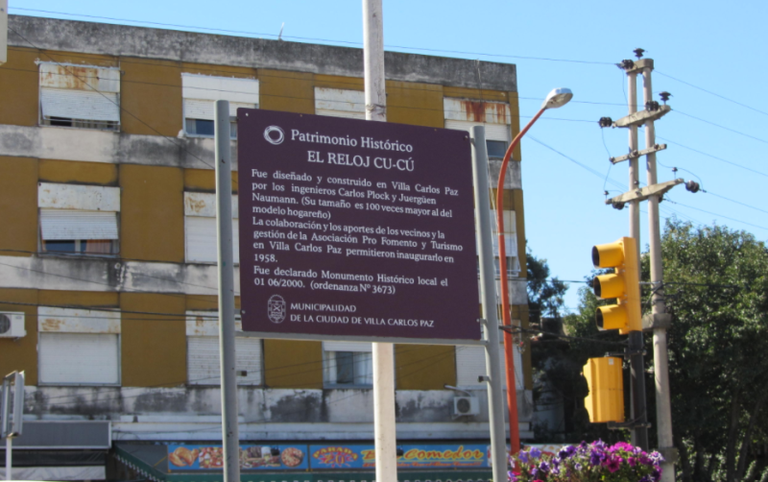 Patrimonio Histórico
EL RELOJ CU-CÚ
Fue diseñado y construido en Villa Carlos Paz
por los ingenieros Carlos Plock y Juergüen
Naumann. (Su tamaño es 100 veces mayor al del
modelo hogareño)
La colaboración y los aportes de los vecinos y la
gestión de la Asociación Pro Fomento y Turismo
en Villa Carlos Paz permitieron inaugurarlo en
1958.
Fue declarado Monumento Histórico local el
01 06/2000. (ordenanza Nº 3673)
MUNICIPALIDAD
DE LA CIUDAD DE VILLA CARLOS PAZ
Comedor